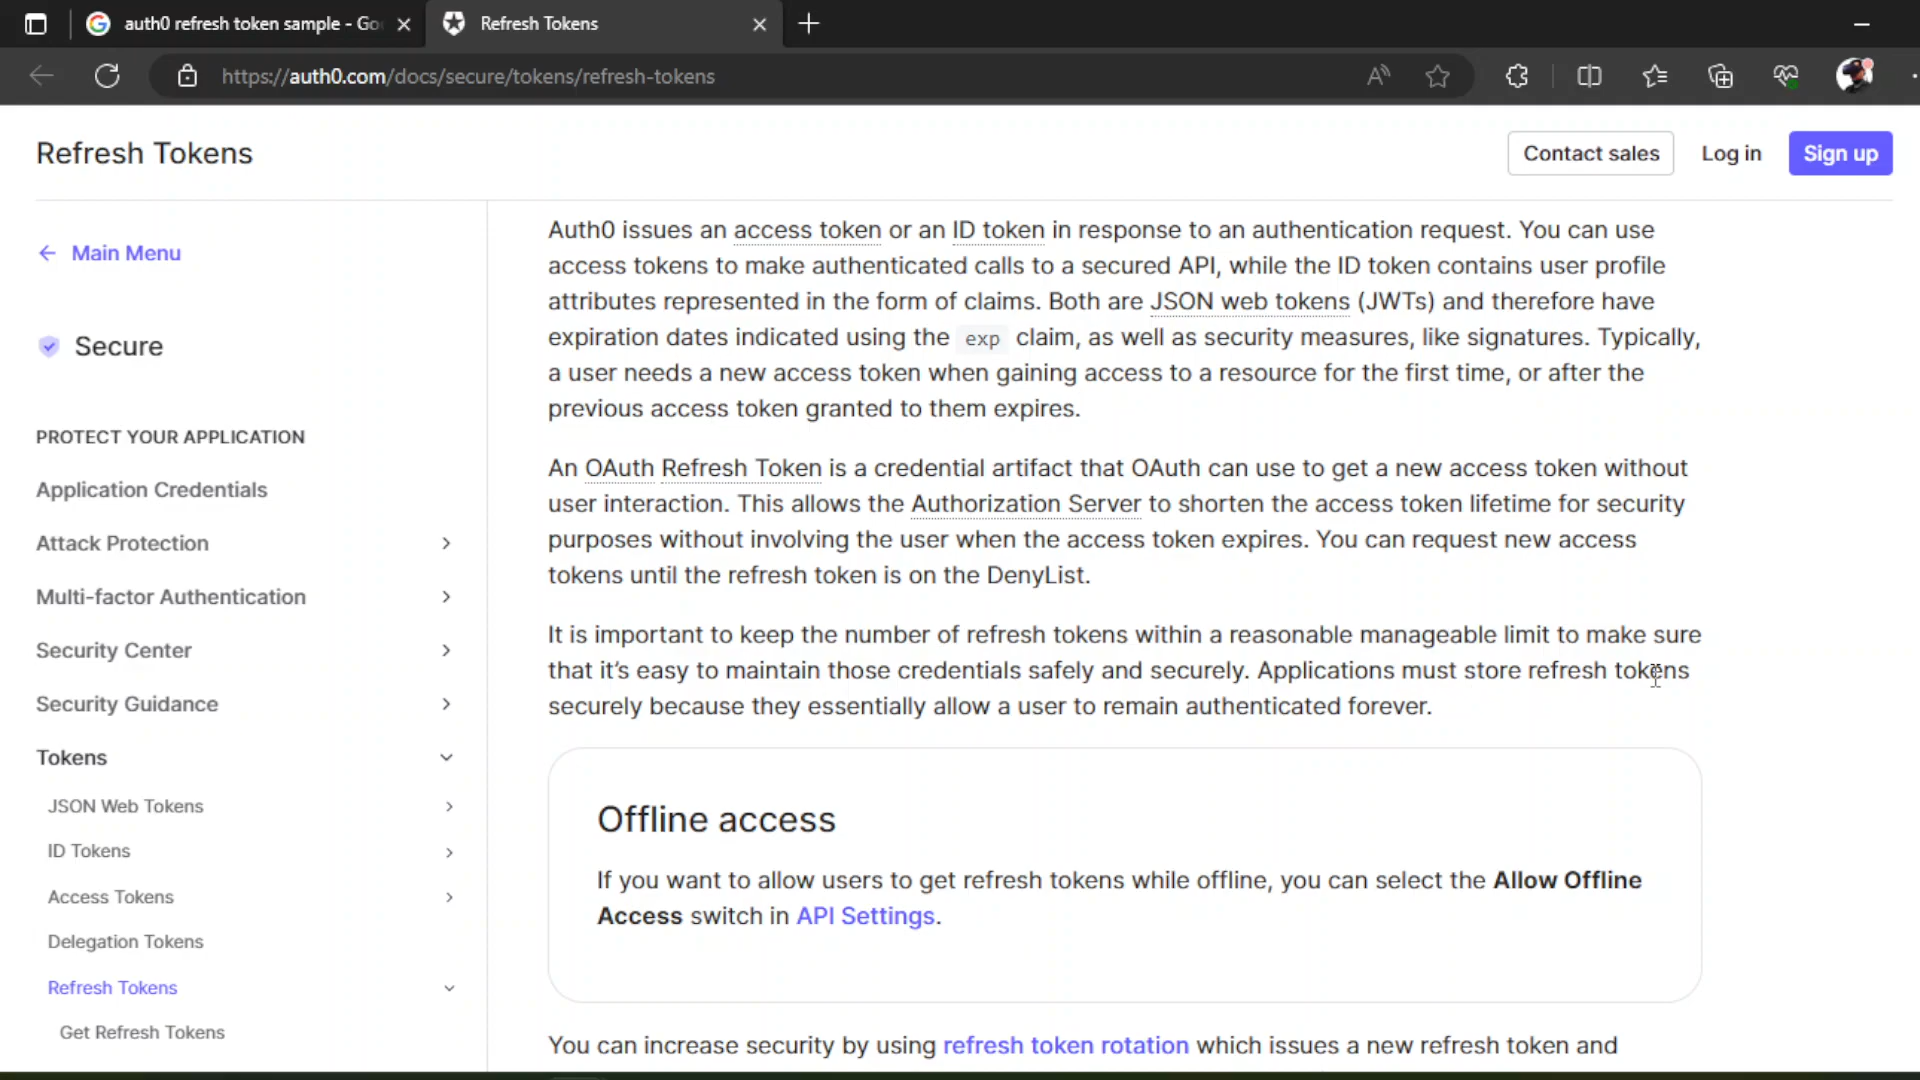 auth0 refresh token sample - Go
Refresh Tokens
https://auth0.com/docs/secure/tokens/refresh-tokens
Refresh Tokens
Contact sales
Log in
Sign up
Main Menu
Secure
PROTECT YOUR APPLICATION
Application Credentials
Attack Protection
Multi-factor Authentication
Security Center
Security Guidance
Tokens
JSON Web Tokens
ID Tokens
Access Tokens
Delegation Tokens
Refresh Tokens
Get Refresh Tokens
Auth0 issues an access token or an ID token in response to an authentication request. You can use
access tokens to make authenticated calls to a secured API, while the ID token contains user profile
attributes represented in the form of claims. Both are JSON web tokens (JWTs) and therefore have
expiration dates indicated using the exp claim, as well as security measures, like signatures. Typically,
a user needs a new access token when gaining access to a resource for the first time, or after the
previous access token granted to them expires.
An OAuth Refresh Token is a credential artifact that OAuth can use to get a new access token without
user interaction. This allows the Authorization Server to shorten the access token lifetime for security
purposes without involving the user when the access token expires. You can request new access
tokens until the refresh token is on the DenyList.
It is important to keep the number of refresh tokens within a reasonable manageable limit to make sure
that it's easy to maintain those credentials safely and securely. Applications must store refresh tokens
securely because they essentially allow a user to remain authenticated forever.
Offline access
If you want to allow users to get refresh tokens while offline, you can select the Allow Offline
Access switch in API Settings.
You can increase security by using refresh token rotation which issues a new refresh token and